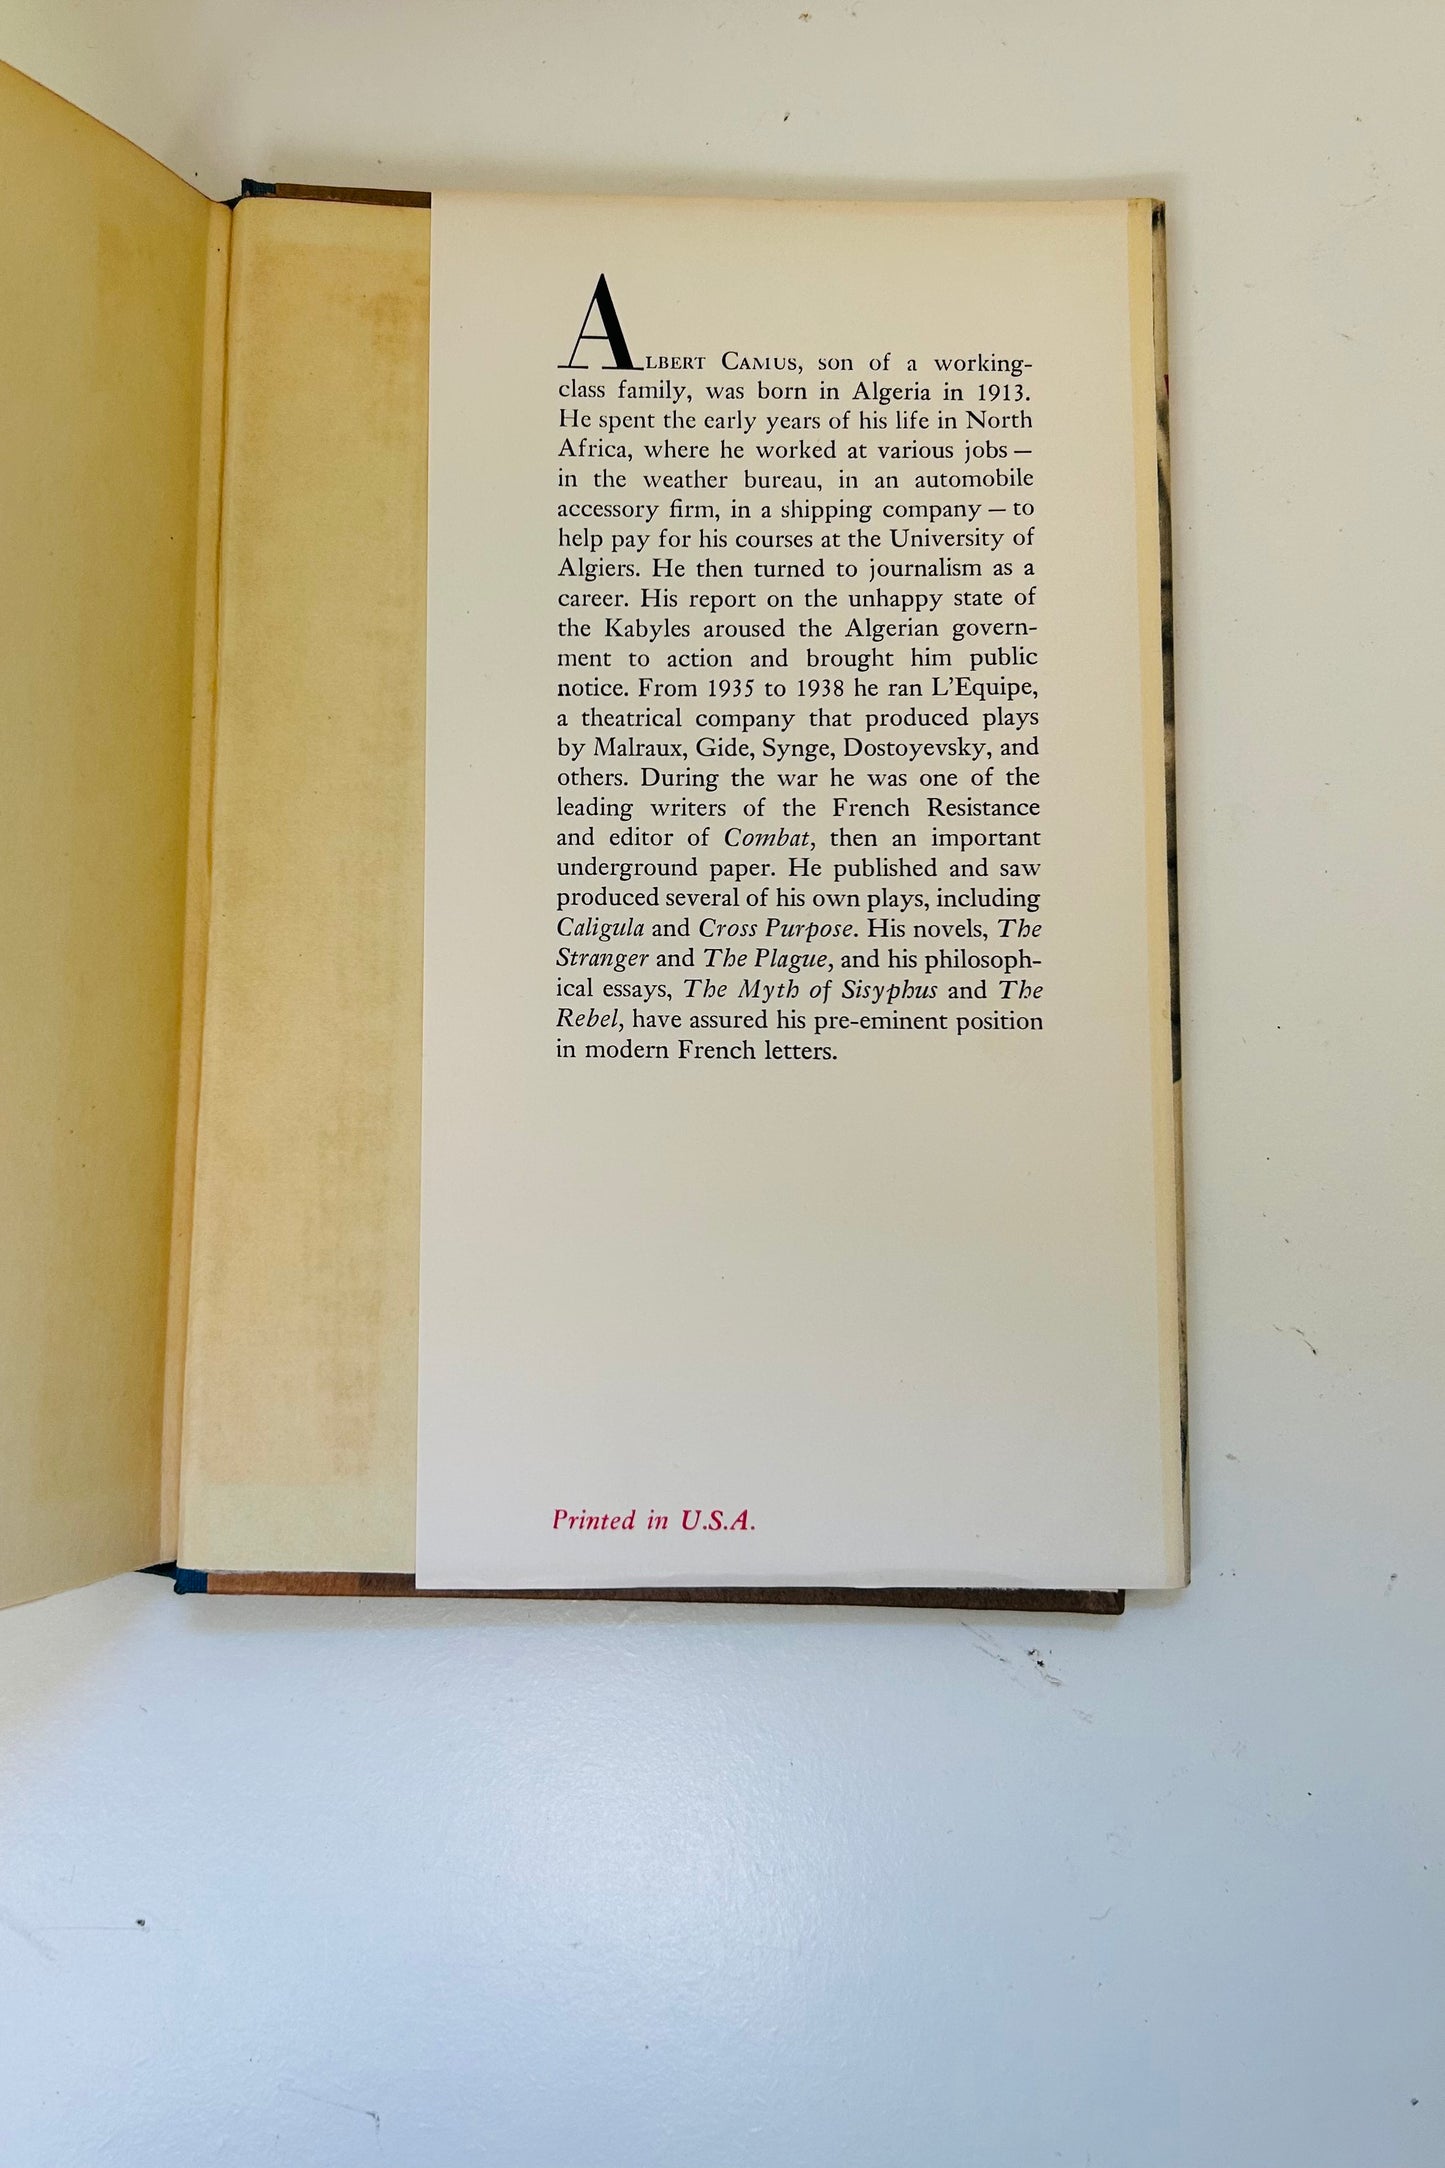 ALBERT CAMUS, son of a working-
class family, was born in Algeria in 1913.
He spent the early years of his life in North
Africa, where he worked at various jobs —
in the weather bureau, in an automobile
accessory firm, in a shipping company — to
help pay for his courses at the University of
Algiers. He then turned to journalism as a
career. His report on the unhappy state of
the Kabyles aroused the Algerian govern-
ment to action and brought him public
notice. From 1935 to 1938 he ran L'Equipe,
a theatrical company that produced plays
by Malraux, Gide, Synge, Dostoyevsky, and
others. During the war he was one of the
leading writers of the French Resistance
and editor of Combat, then an important
underground paper. He published and saw
produced several of his own plays, including
Caligula and Cross Purpose. His novels, The
Stranger and The Plague, and his philosoph-
ical essays, The Myth of Sisyphus and The
Rebel, have assured his pre-eminent position
in modern French letters.
Printed in U.S.A.